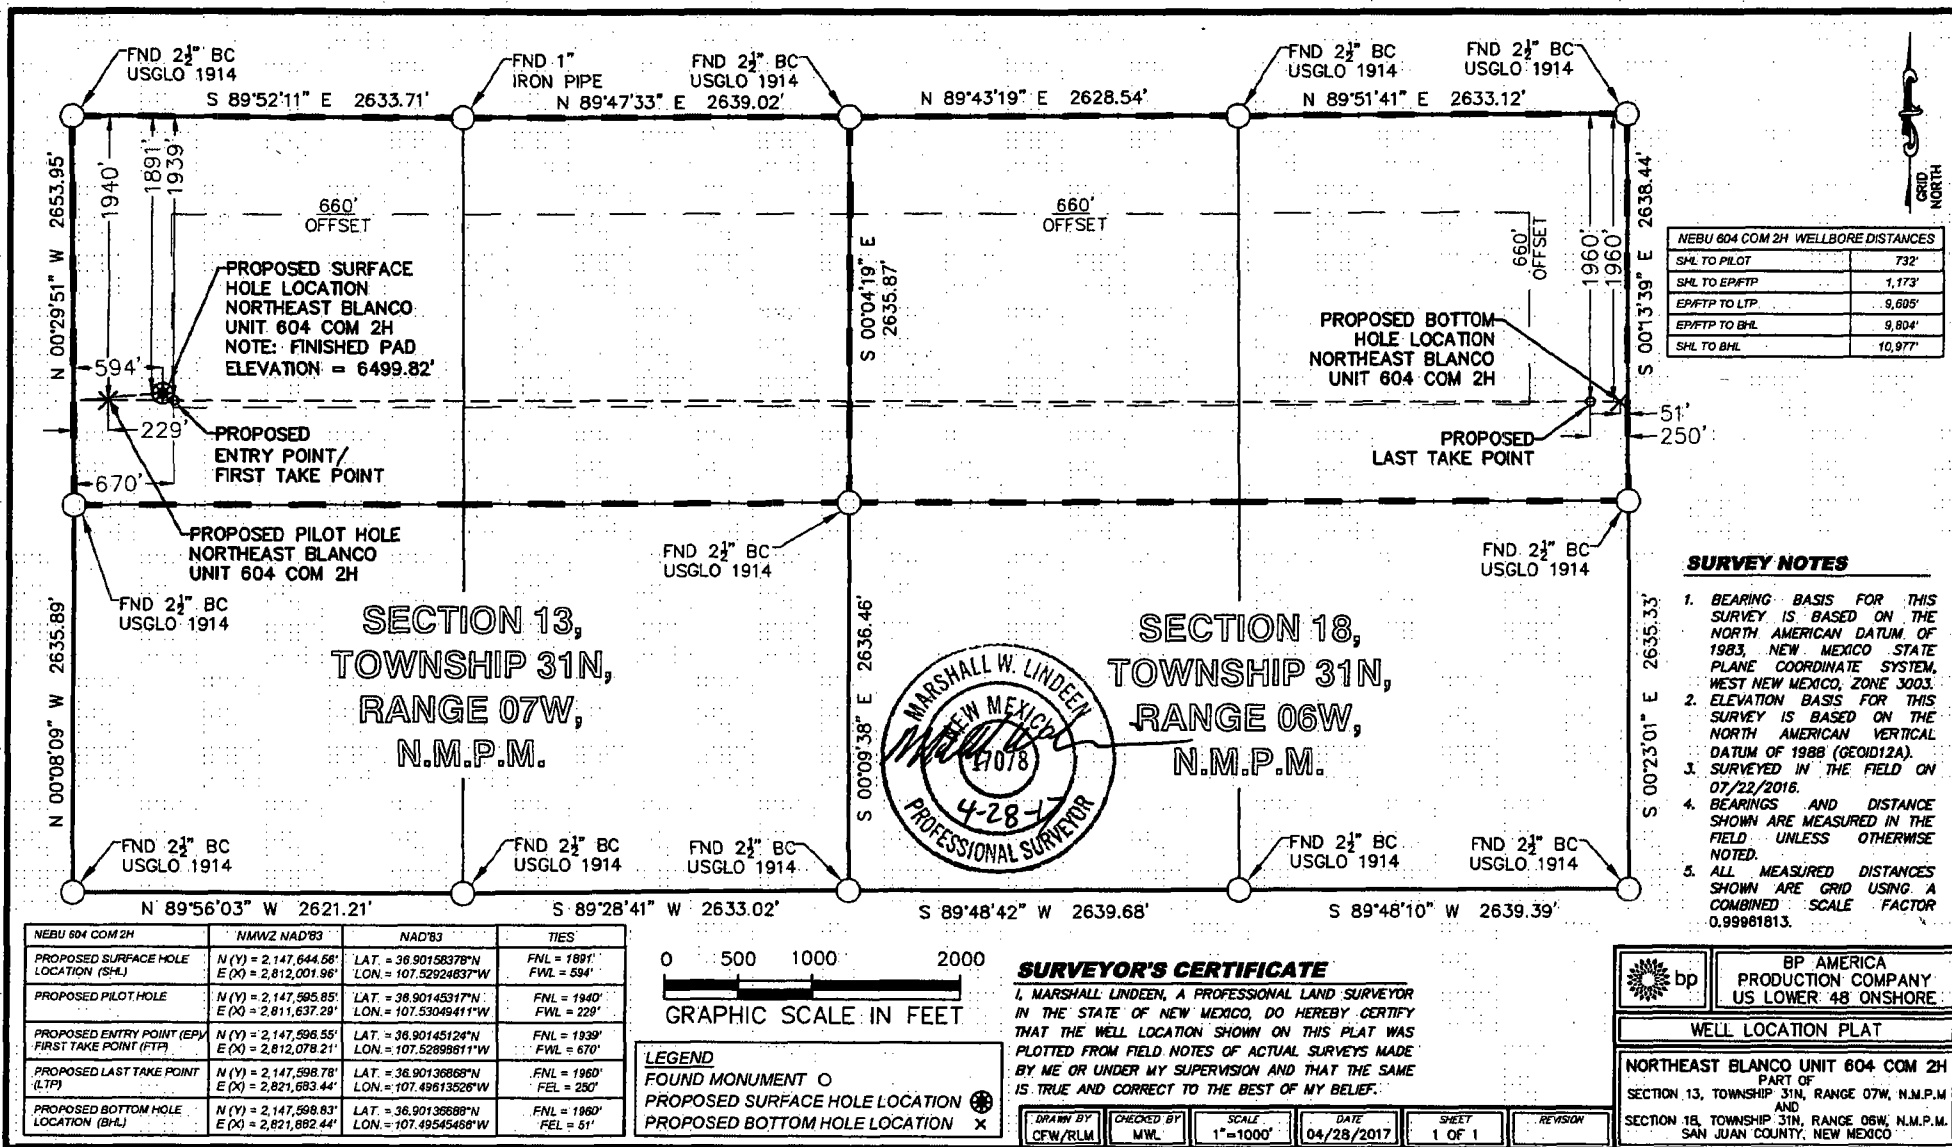 FND 2½" BC
USGLO 1914
FND 1"
IRON PIPE
FND 2½" BC
USGLO 1914
FND 2½" BC
USGLO 1914
FND 2½" BC
USGLO 1914
S 89°52'11" E 2633.71'
N 89°47'33" E 2639.02'
N 89°43'19" E 2628.54'
N 89°51'41" E 2633.12'
GRID
NORTH
N 00°29'51" W 2653.95'
1940'
1891'
1939'
660'
OFFSET
660'
OFFSET
660'
OFFSET
1960'
1960'
S 00°04'19" E
2635.87'
S 00°13'39" E 2638.44'
PROPOSED SURFACE
HOLE LOCATION
NORTHEAST BLANCO
UNIT 604 COM 2H
NOTE: FINISHED PAD
ELEVATION = 6499.82'
594'
229'
670'
PROPOSED
ENTRY POINT/
FIRST TAKE POINT
PROPOSED PILOT HOLE
NORTHEAST BLANCO
UNIT 604 COM 2H
PROPOSED BOTTOM
HOLE LOCATION
NORTHEAST BLANCO
UNIT 604 COM 2H
PROPOSED
LAST TAKE POINT
51'
250'
NEBU 604 COM 2H WELLBORE DISTANCES
SHL TO PILOT 732'
SHL TO EP/FTP 1,173'
EP/FTP TO LTP 9,605'
EP/FTP TO BHL 9,804'
SHL TO BHL 10,977'
FND 2½" BC
USGLO 1914
FND 2½" BC
USGLO 1914
FND 2½" BC
USGLO 1914
N 00°08'09" W 2635.89'
S 00°09'38" E 2636.46'
S 00°23'01" E 2635.33'
SECTION 13,
TOWNSHIP 31N,
RANGE 07W,
N.M.P.M.
SECTION 18,
TOWNSHIP 31N,
RANGE 06W,
N.M.P.M.
MARSHALL W. LINDEEN
NEW MEXICO
17078
4-28-17
PROFESSIONAL SURVEYOR
FND 2½" BC
USGLO 1914
FND 2½" BC
USGLO 1914
FND 2½" BC
USGLO 1914
FND 2½" BC
USGLO 1914
FND 2½" BC
USGLO 1914
N 89°56'03" W 2621.21'
S 89°28'41" W 2633.02'
S 89°48'42" W 2639.68'
S 89°48'10" W 2639.39'
SURVEY NOTES
1. BEARING BASIS FOR THIS
SURVEY IS BASED ON THE
NORTH AMERICAN DATUM OF
1983, NEW MEXICO STATE
PLANE COORDINATE SYSTEM,
WEST NEW MEXICO, ZONE 3003.
2. ELEVATION BASIS FOR THIS
SURVEY IS BASED ON THE
NORTH AMERICAN VERTICAL
DATUM OF 1988 (GEOID12A).
3. SURVEYED IN THE FIELD ON
07/22/2016.
4. BEARINGS AND DISTANCE
SHOWN ARE MEASURED IN THE
FIELD UNLESS OTHERWISE
NOTED.
5. ALL MEASURED DISTANCES
SHOWN ARE GRID USING A
COMBINED SCALE FACTOR
0.99961813.
NEBU 604 COM 2H NMWZ NAD'83 NAD'83 TIES
PROPOSED SURFACE HOLE LOCATION (SHL) N (Y) = 2,147,644.56' E (X) = 2,812,001.96' LAT. = 36.90158378°N LON. = 107.52924637°W FNL = 1891' FWL = 594'
PROPOSED PILOT HOLE N (Y) = 2,147,595.85' E (X) = 2,811,637.29' LAT. = 36.90145317°N LON. = 107.53049411°W FNL = 1940' FWL = 229'
PROPOSED ENTRY POINT (EP)/ FIRST TAKE POINT (FTP) N (Y) = 2,147,596.55' E (X) = 2,812,078.21' LAT. = 36.90145124°N LON. = 107.52898611°W FNL = 1939' FWL = 670'
PROPOSED LAST TAKE POINT (LTP) N (Y) = 2,147,598.78' E (X) = 2,821,683.44' LAT. = 36.90136868°N LON. = 107.49613526°W FNL = 1960' FEL = 250'
PROPOSED BOTTOM HOLE LOCATION (BHL) N (Y) = 2,147,598.83' E (X) = 2,821,882.44' LAT. = 36.90136686°N LON. = 107.49545466°W FNL = 1960' FEL = 51'
0 500 1000 2000
GRAPHIC SCALE IN FEET
LEGEND
FOUND MONUMENT
PROPOSED SURFACE HOLE LOCATION
PROPOSED BOTTOM HOLE LOCATION
SURVEYOR'S CERTIFICATE
I, MARSHALL LINDEEN, A PROFESSIONAL LAND SURVEYOR
IN THE STATE OF NEW MEXICO, DO HEREBY CERTIFY
THAT THE WELL LOCATION SHOWN ON THIS PLAT WAS
PLOTTED FROM FIELD NOTES OF ACTUAL SURVEYS MADE
BY ME OR UNDER MY SUPERVISION AND THAT THE SAME
IS TRUE AND CORRECT TO THE BEST OF MY BELIEF.
DRAWN BY CHECKED BY SCALE DATE SHEET REVISION
CFW/RLM MWL 1"=1000' 04/28/2017 1 OF 1
bp
BP AMERICA
PRODUCTION COMPANY
US LOWER 48 ONSHORE
WELL LOCATION PLAT
NORTHEAST BLANCO UNIT 604 COM 2H
PART OF
SECTION 13, TOWNSHIP 31N, RANGE 07W, N.M.P.M
AND
SECTION 18, TOWNSHIP 31N, RANGE 06W, N.M.P.M.
SAN JUAN COUNTY, NEW MEXICO